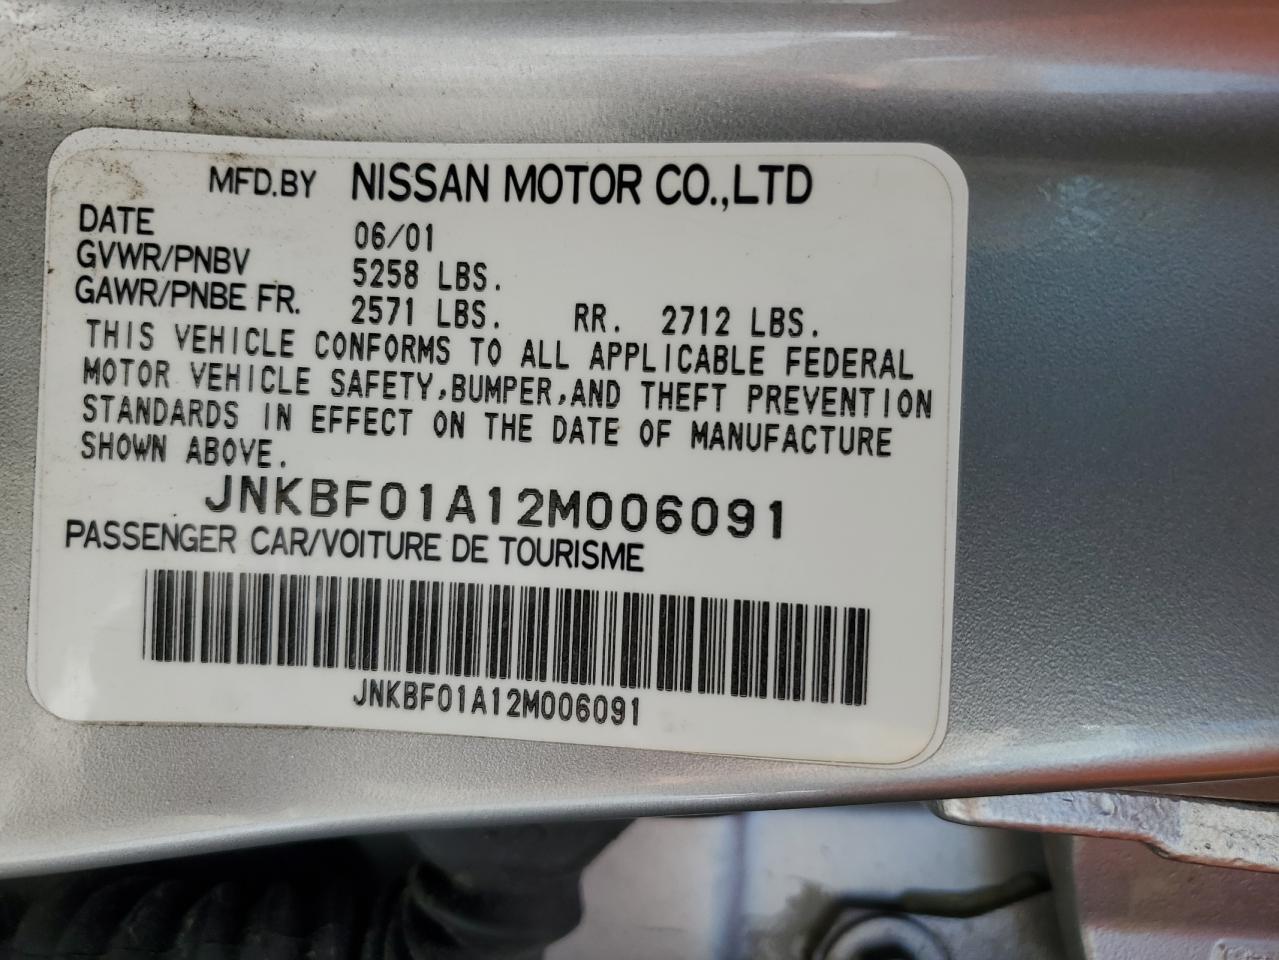 MFD.BY NISSAN MOTOR CO.,LTD
DATE 06/01
GVWR/PNBV 5258 LBS.
GAWR/PNBE FR. 2571 LBS. RR. 2712 LBS.
THIS VEHICLE CONFORMS TO ALL APPLICABLE FEDERAL
MOTOR VEHICLE SAFETY,BUMPER,AND THEFT PREVENTION
STANDARDS IN EFFECT ON THE DATE OF MANUFACTURE
SHOWN ABOVE.
JNKBF01A12M006091
PASSENGER CAR/VOITURE DE TOURISME
JNKBF01A12M006091